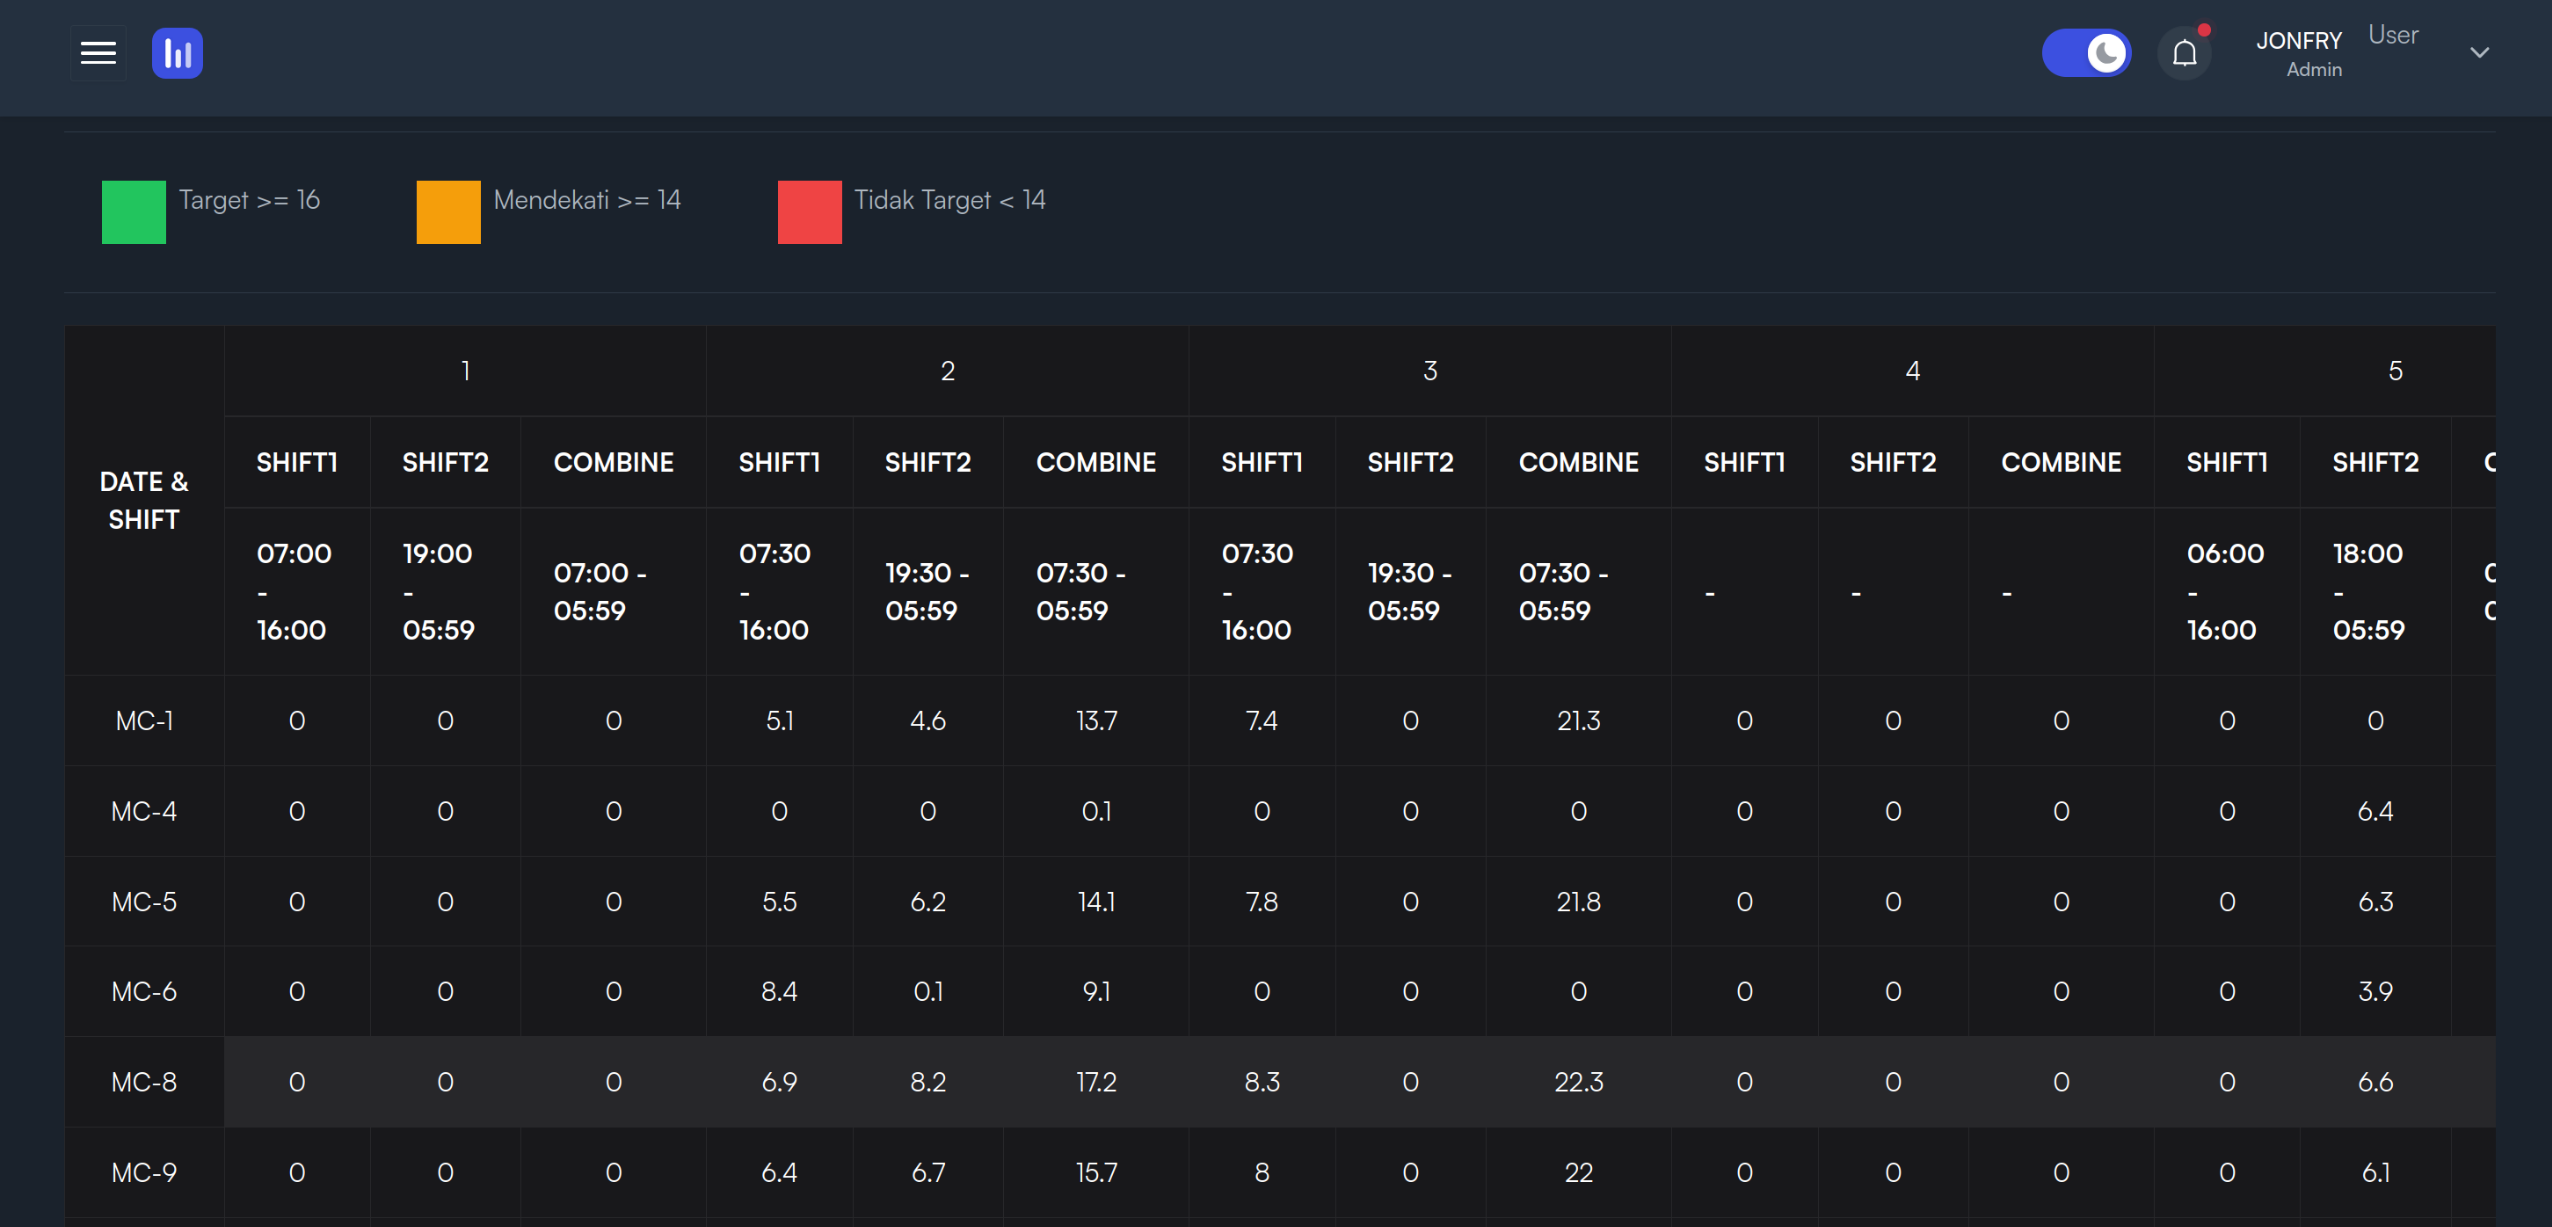 JONFRY
Admin
User
Target >= 16
Mendekati >= 14
Tidak Target < 14
DATE & SHIFT
1 2 3 4 5
SHIFT1 SHIFT2 COMBINE SHIFT1 SHIFT2 COMBINE SHIFT1 SHIFT2 COMBINE SHIFT1 SHIFT2 COMBINE SHIFT1 SHIFT2
07:00 - 16:00 19:00 - 05:59 07:00 - 05:59 07:30 - 16:00 19:30 - 05:59 07:30 - 05:59 07:30 - 16:00 19:30 - 05:59 07:30 - 05:59 - - - 06:00 - 16:00 18:00 - 05:59
MC-1 0 0 0 5.1 4.6 13.7 7.4 0 21.3 0 0 0 0 0
MC-4 0 0 0 0 0 0.1 0 0 0 0 0 0 0 6.4
MC-5 0 0 0 5.5 6.2 14.1 7.8 0 21.8 0 0 0 0 6.3
MC-6 0 0 0 8.4 0.1 9.1 0 0 0 0 0 0 0 3.9
MC-8 0 0 0 6.9 8.2 17.2 8.3 0 22.3 0 0 0 0 6.6
MC-9 0 0 0 6.4 6.7 15.7 8 0 22 0 0 0 0 6.1